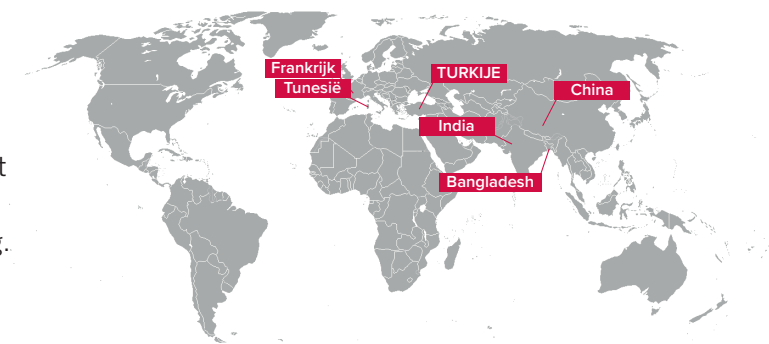 Frankrijk
TURKIJE
Tunesië
China
India
t
Bangladesh
g.